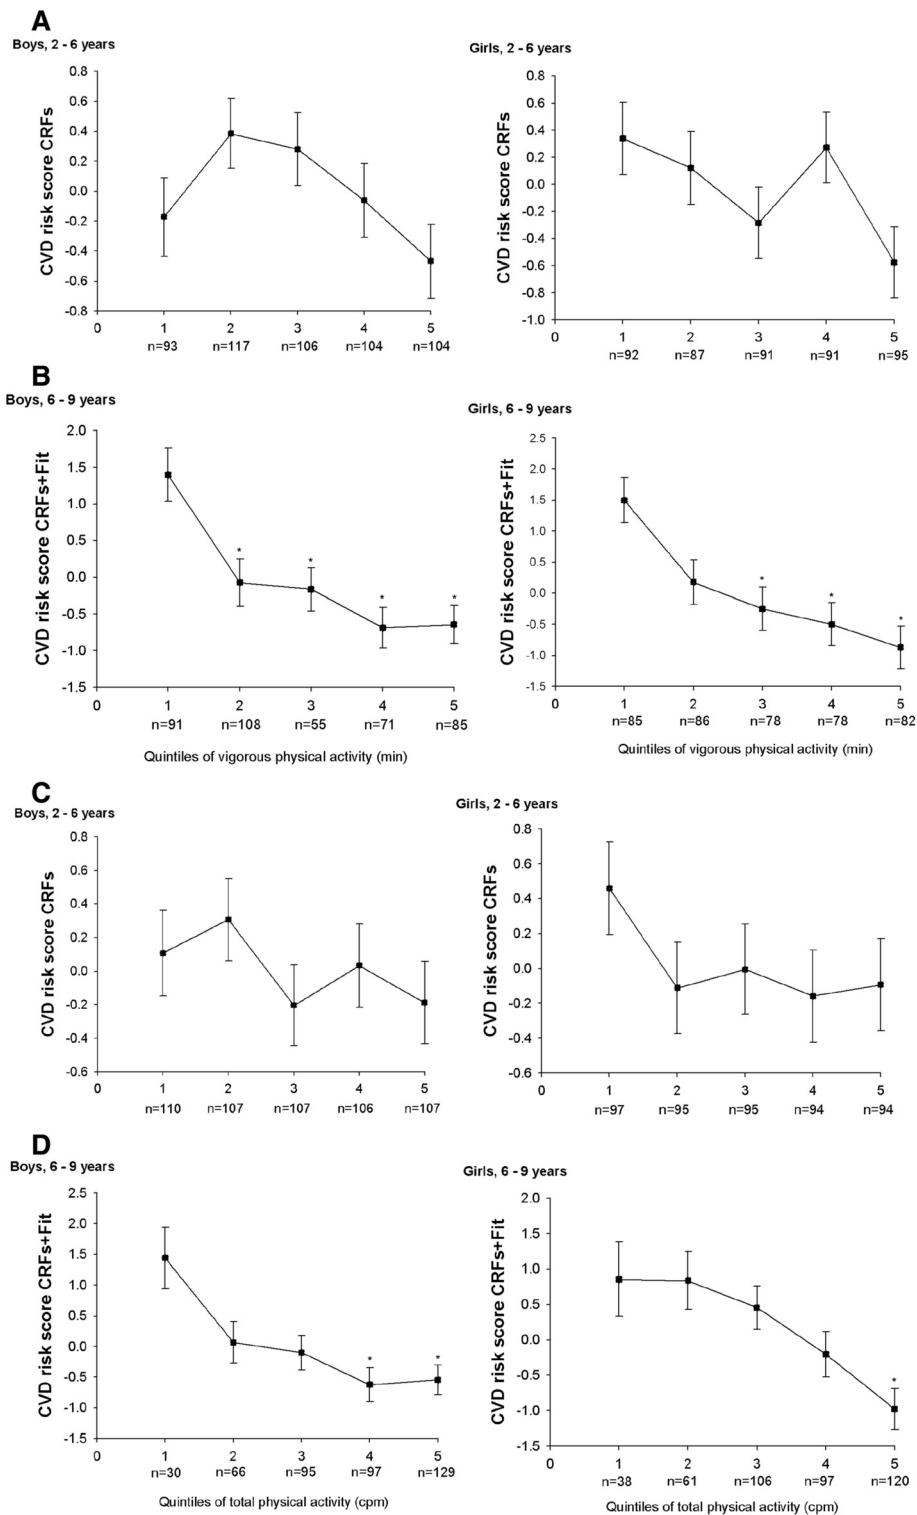 A
Boys, 2 - 6 years
CVD risk score CRFs
0.8
0.6
0.4
0.2
0.0
-0.2
-0.4
-0.6
-0.8
0 1 2 3 4 5
n=93 n=117 n=106 n=104 n=104
Girls, 2 - 6 years
CVD risk score CRFs
0.8
0.6
0.4
0.2
0.0
-0.2
-0.4
-0.6
-0.8
-1.0
0 1 2 3 4 5
n=92 n=87 n=91 n=91 n=95
B
Boys, 6 - 9 years
CVD risk score CRFs+Fit
2.0
1.5
1.0
0.5
0.0
-0.5
-1.0
-1.5
* * * *
0 1 2 3 4 5
n=91 n=108 n=55 n=71 n=85
Quintiles of vigorous physical activity (min)
Girls, 6 - 9 years
CVD risk score CRFs+Fit
2.5
2.0
1.5
1.0
0.5
0.0
-0.5
-1.0
-1.5
* * *
0 1 2 3 4 5
n=85 n=86 n=78 n=78 n=82
Quintiles of vigorous physical activity (min)
C
Boys, 2 - 6 years
CVD risk score CRFs
0.8
0.6
0.4
0.2
0.0
-0.2
-0.4
-0.6
0 1 2 3 4 5
n=110 n=107 n=107 n=106 n=107
Girls, 2 - 6 years
CVD risk score CRFs
0.8
0.6
0.4
0.2
0.0
-0.2
-0.4
-0.6
0 1 2 3 4 5
n=97 n=95 n=95 n=94 n=94
D
Boys, 6 - 9 years
CVD risk score CRFs+Fit
2.5
2.0
1.5
1.0
0.5
0.0
-0.5
-1.0
-1.5
* *
0 1 2 3 4 5
n=30 n=66 n=95 n=97 n=129
Quintiles of total physical activity (cpm)
Girls, 6 - 9 years
CVD risk score CRFs+Fit
2.0
1.5
1.0
0.5
0.0
-0.5
-1.0
-1.5
*
0 1 2 3 4 5
n=38 n=61 n=106 n=97 n=120
Quintiles of total physical activity (cpm)